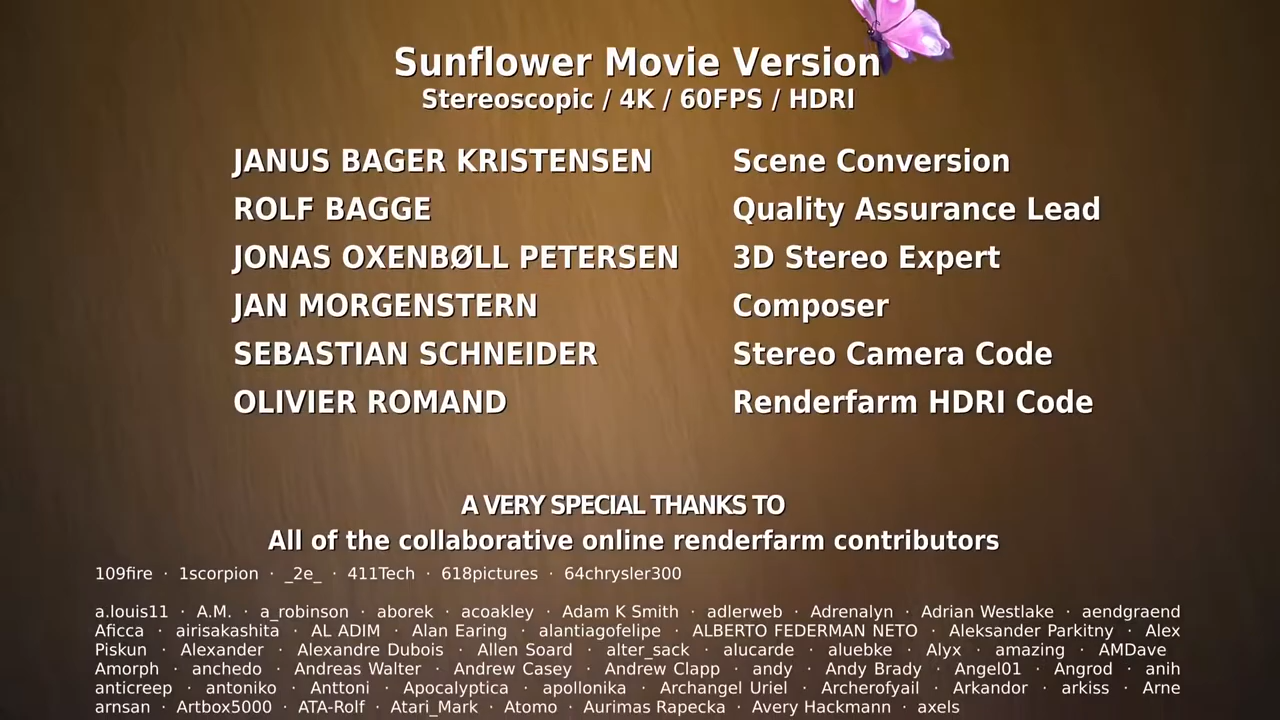 Sunflower Movie Version
Stereoscopic / 4K / 60FPS / HDRI
JANUS BAGER KRISTENSEN Scene Conversion
ROLF BAGGE Quality Assurance Lead
JONAS OXENBØLL PETERSEN 3D Stereo Expert
JAN MORGENSTERN Composer
SEBASTIAN SCHNEIDER Stereo Camera Code
OLIVIER ROMAND Renderfarm HDRI Code
A VERY SPECIAL THANKS TO
All of the collaborative online renderfarm contributors
109fire · 1scorpion · _2e_ · 411Tech · 618pictures · 64chrysler300
a.louis11 · A.M. · a_robinson · aborek · acoakley · Adam K Smith · adlerweb · Adrenalyn · Adrian Westlake · aendgraend
Aficca · airisakashita · AL ADIM · Alan Earing · alantiagofelipe · ALBERTO FEDERMAN NETO · Aleksander Parkitny · Alex
Piskun · Alexander · Alexandre Dubois · Allen Soard · alter_sack · alucarde · aluebke · Alyx · amazing · AMDave
Amorph · anchedo · Andreas Walter · Andrew Casey · Andrew Clapp · andy · Andy Brady · Angel01 · Angrod · anih
anticreep · antoniko · Anttoni · Apocalyptica · apollonika · Archangel Uriel · Archerofyail · Arkandor · arkiss · Arne
arnsan · Artbox5000 · ATA-Rolf · Atari_Mark · Atomo · Aurimas Rapecka · Avery Hackmann · axels